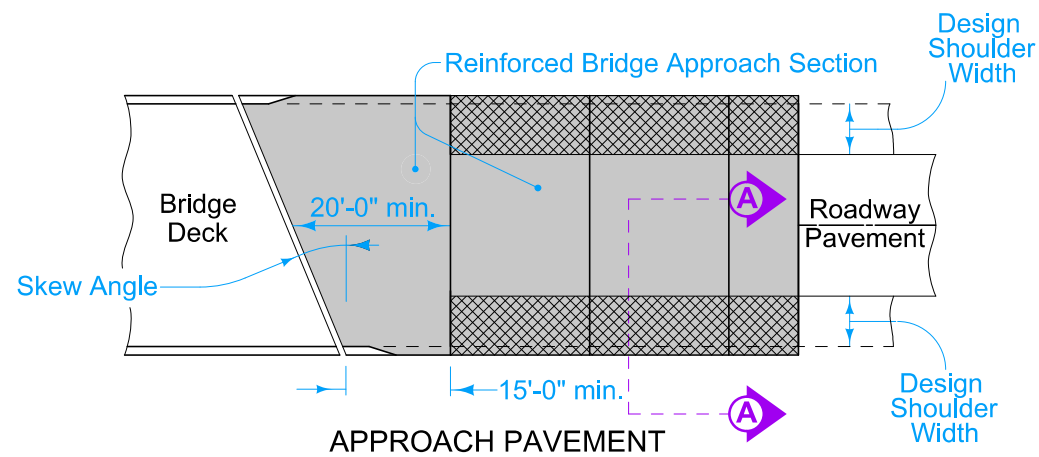 Design
Shoulder
Width
Reinforced Bridge Approach Section
A
Bridge
Deck
20'-0" min.
Roadway
Pavement
Skew Angle
15'-0" min.
A
Design
Shoulder
Width
APPROACH PAVEMENT